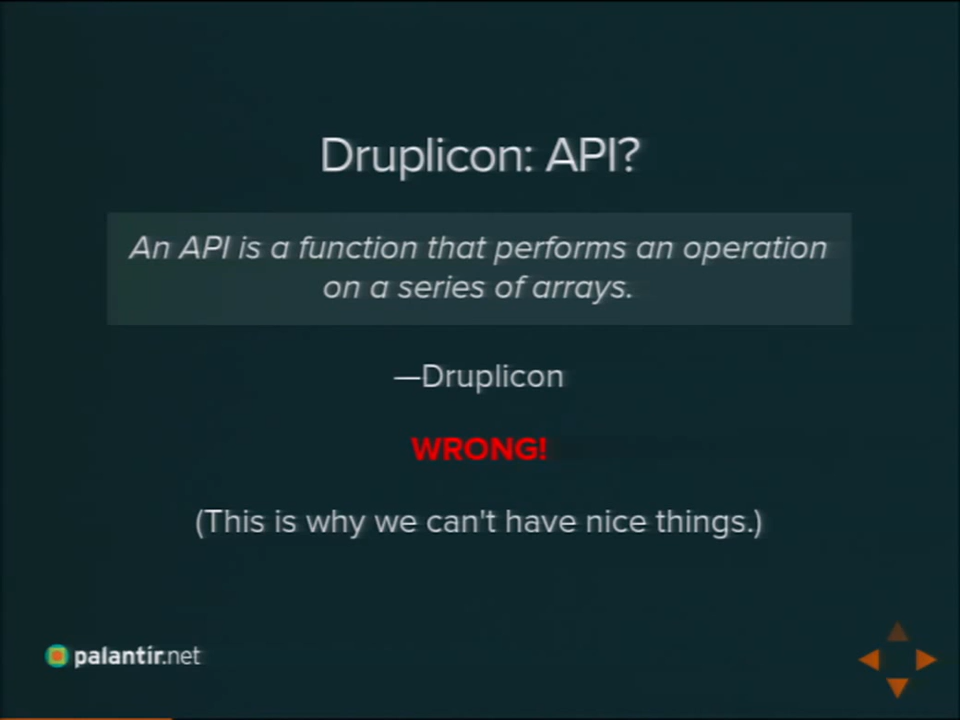 Druplicon: API?
An API is a function that performs an operation
on a series of arrays.
—Druplicon
WRONG!
(This is why we can't have nice things.)
palantir.net